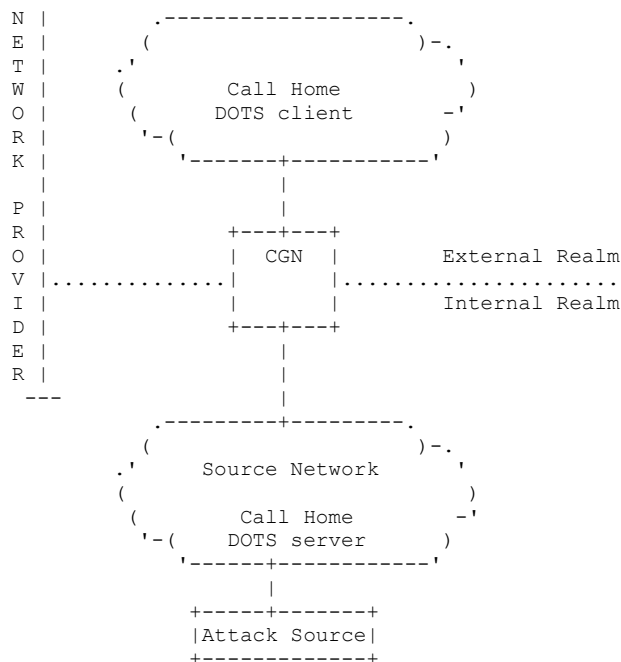 NETWORK PROVIDER
Call Home
DOTS client
CGN
External Realm
Internal Realm
Source Network
Call Home
DOTS server
Attack Source